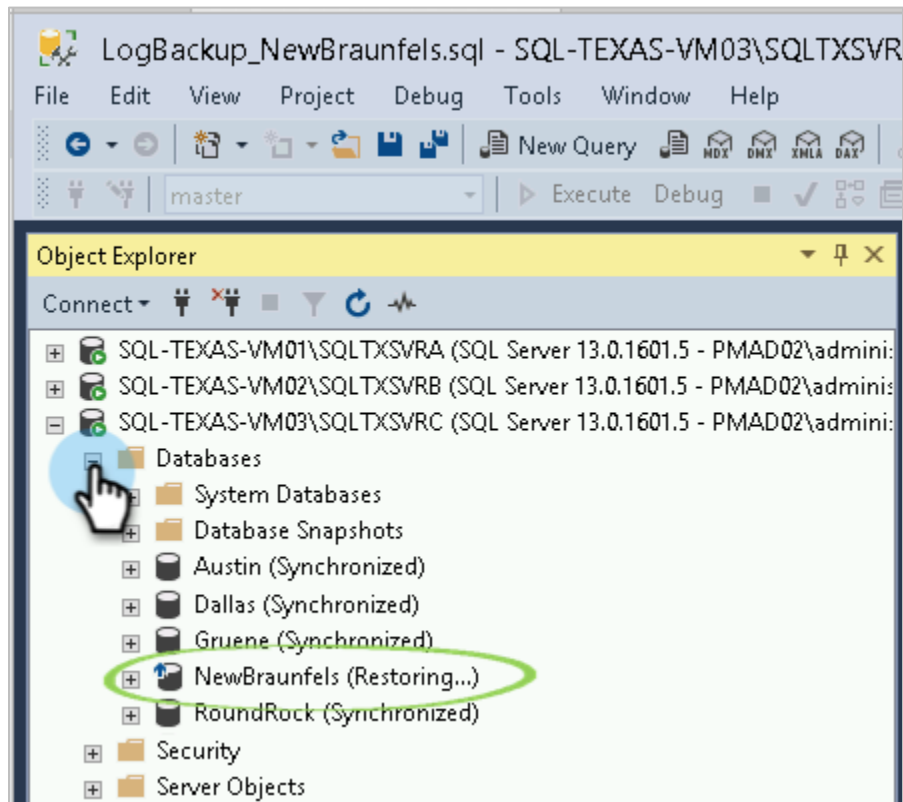 LogBackup_NewBraunfels.sql - SQL-TEXAS-VM03\SQLTXSVR
File Edit View Project Debug Tools Window Help
New Query MDX DMX XMLA DAX
master Execute Debug
Object Explorer
Connect
SQL-TEXAS-VM01\SQLTXSVRA (SQL Server 13.0.1601.5 - PMAD02\admini
SQL-TEXAS-VM02\SQLTXSVRB (SQL Server 13.0.1601.5 - PMAD02\adminis
SQL-TEXAS-VM03\SQLTXSVRC (SQL Server 13.0.1601.5 - PMAD02\admini
Databases
System Databases
Database Snapshots
Austin (Synchronized)
Dallas (Synchronized)
Gruene (Synchronized)
NewBraunfels (Restoring...)
RoundRock (Synchronized)
Security
Server Objects